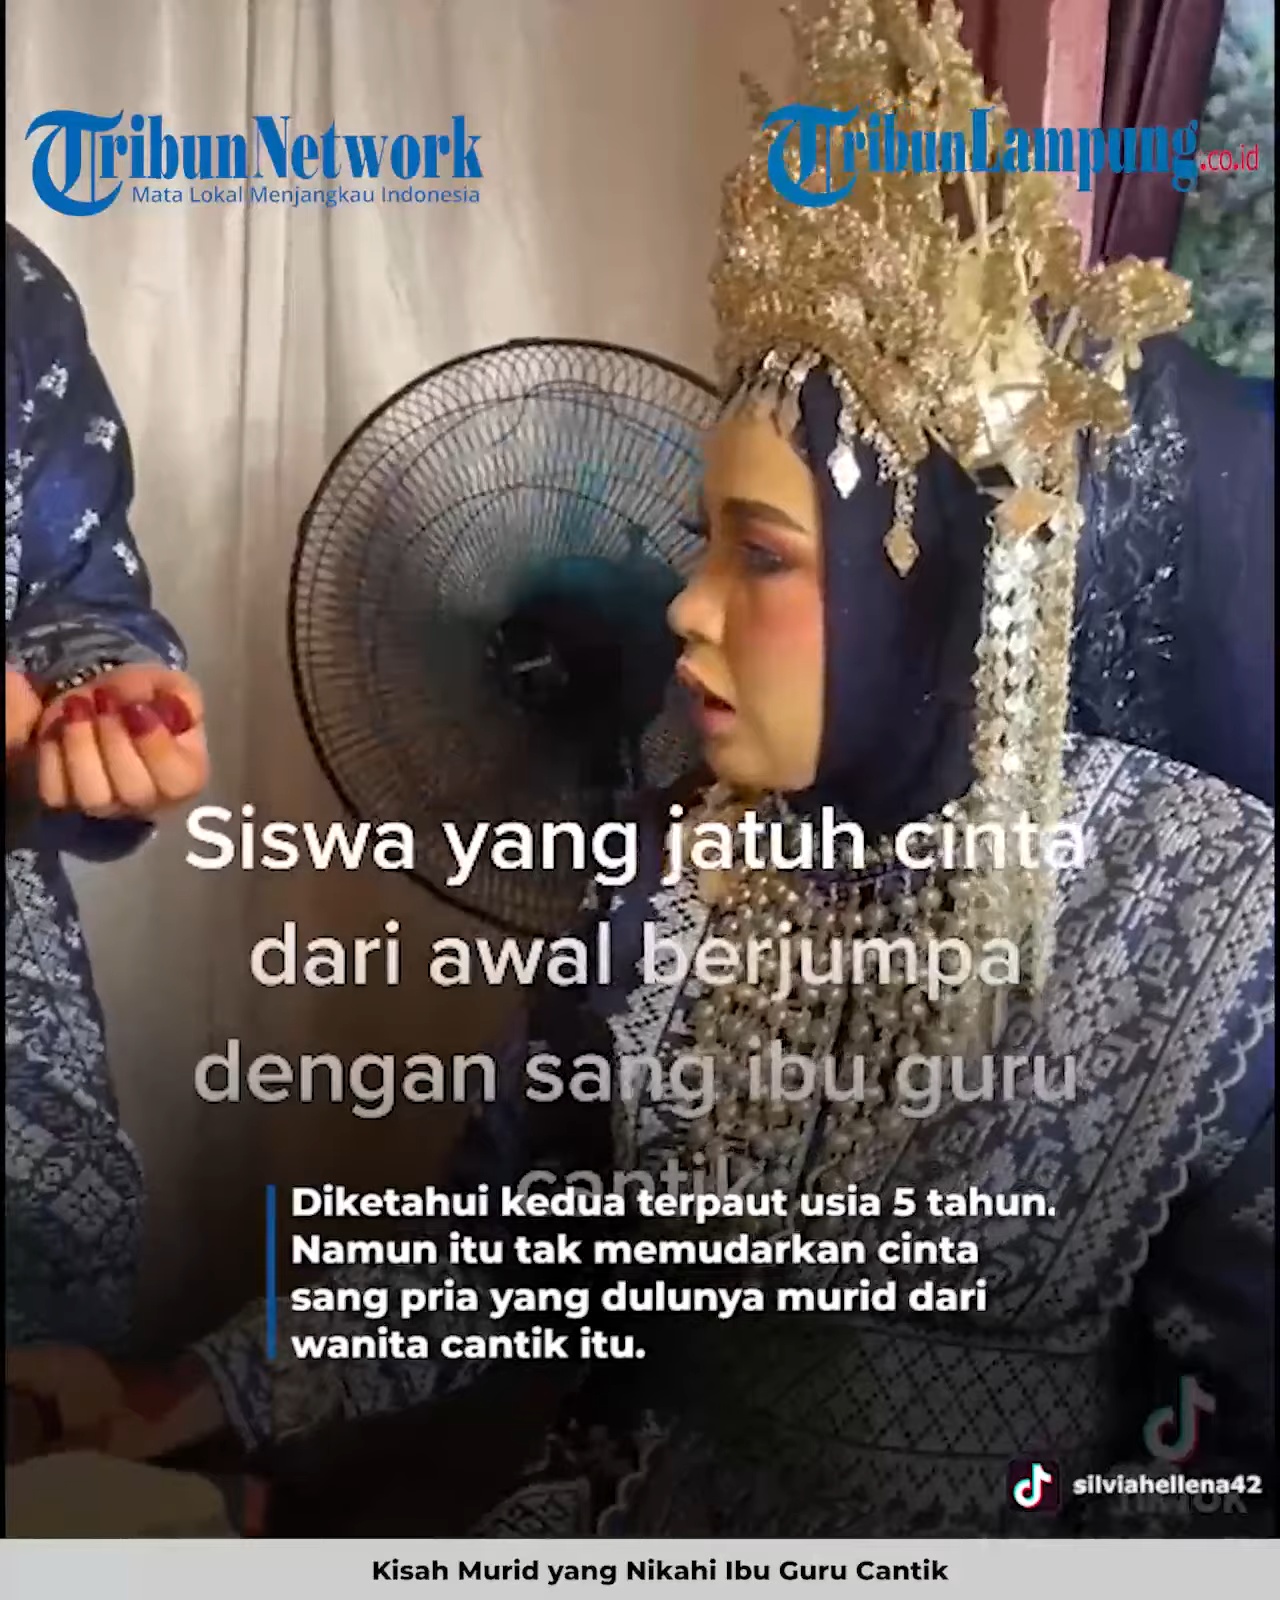 TribunNetwork
Mata Lokal Menjangkau Indonesia
TribunLampung.co.id
Siswa yang jatuh cinta
dari awal berjumpa
dengan sang ibu guru
cantik
Diketahui kedua terpaut usia 5 tahun.
Namun itu tak memudarkan cinta
sang pria yang dulunya murid dari
wanita cantik itu.
silviahellena42
TikTok
Kisah Murid yang Nikahi Ibu Guru Cantik